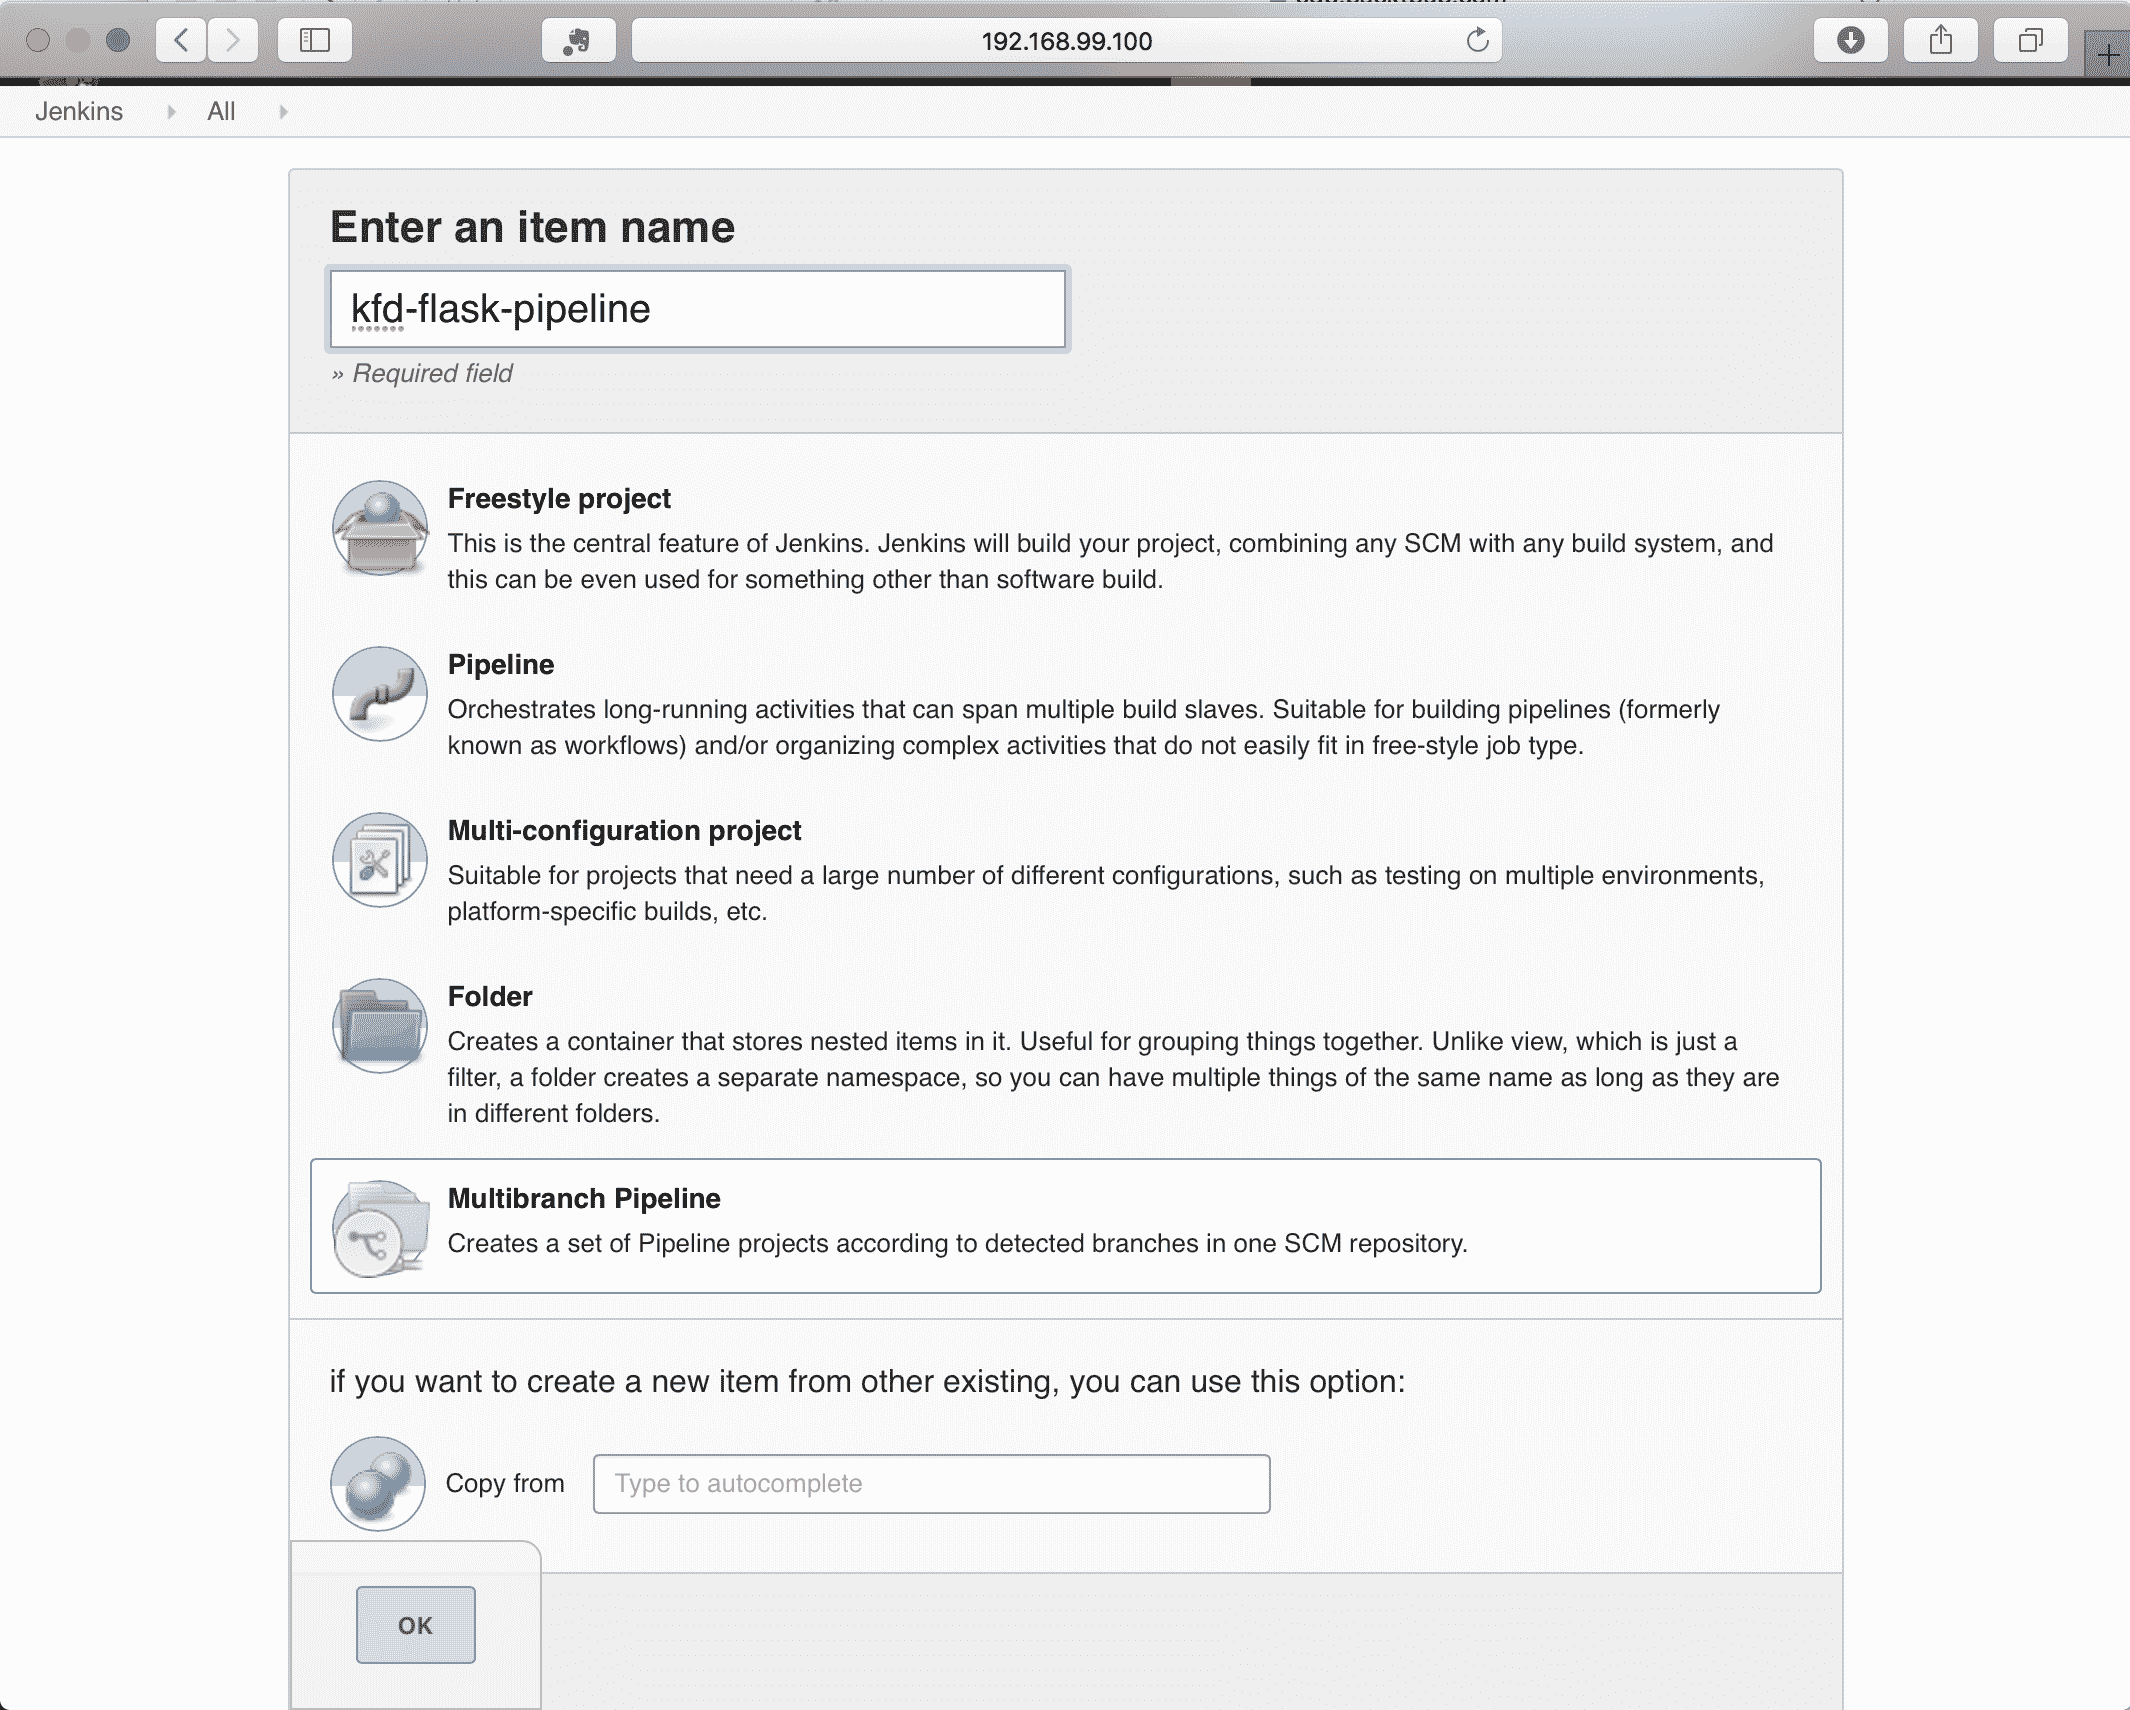 192.168.99.100
Jenkins
All
Enter an item name
kfd-flask-pipeline
» Required field
Freestyle project
This is the central feature of Jenkins. Jenkins will build your project, combining any SCM with any build system, and
this can be even used for something other than software build.
Pipeline
Orchestrates long-running activities that can span multiple build slaves. Suitable for building pipelines (formerly
known as workflows) and/or organizing complex activities that do not easily fit in free-style job type.
Multi-configuration project
Suitable for projects that need a large number of different configurations, such as testing on multiple environments,
platform-specific builds, etc.
Folder
Creates a container that stores nested items in it. Useful for grouping things together. Unlike view, which is just a
filter, a folder creates a separate namespace, so you can have multiple things of the same name as long as they are
in different folders.
Multibranch Pipeline
Creates a set of Pipeline projects according to detected branches in one SCM repository.
if you want to create a new item from other existing, you can use this option:
Copy from
Type to autocomplete
OK